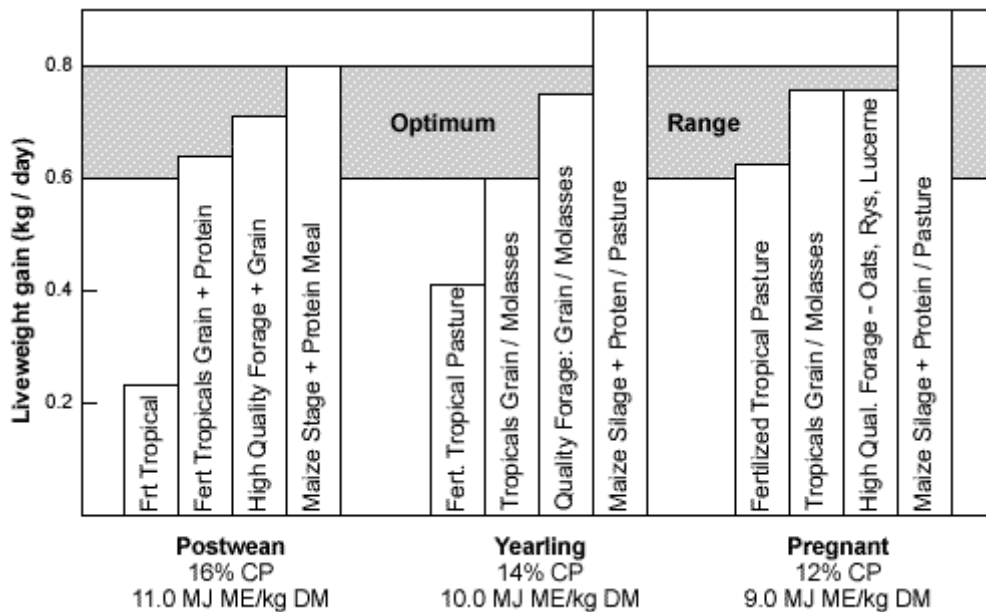 Liveweight gain (kg / day)
0.8
0.6
0.4
0.2
Optimum
Range
Frt Tropical
Fert Tropicals Grain + Protein
High Quality Forage + Grain
Maize Stage + Protein Meal
Fert. Tropical Pasture
Tropicals Grain / Molasses
Quality Forage: Grain / Molasses
Maize Silage + Proten / Pasture
Fertilized Tropical Pasture
Tropicals Grain / Molasses
High Qual. Forage - Oats, Rys, Lucerne
Maize Silage + Protein / Pasture
Postwean
16% CP
11.0 MJ ME/kg DM
Yearling
14% CP
10.0 MJ ME/kg DM
Pregnant
12% CP
9.0 MJ ME/kg DM